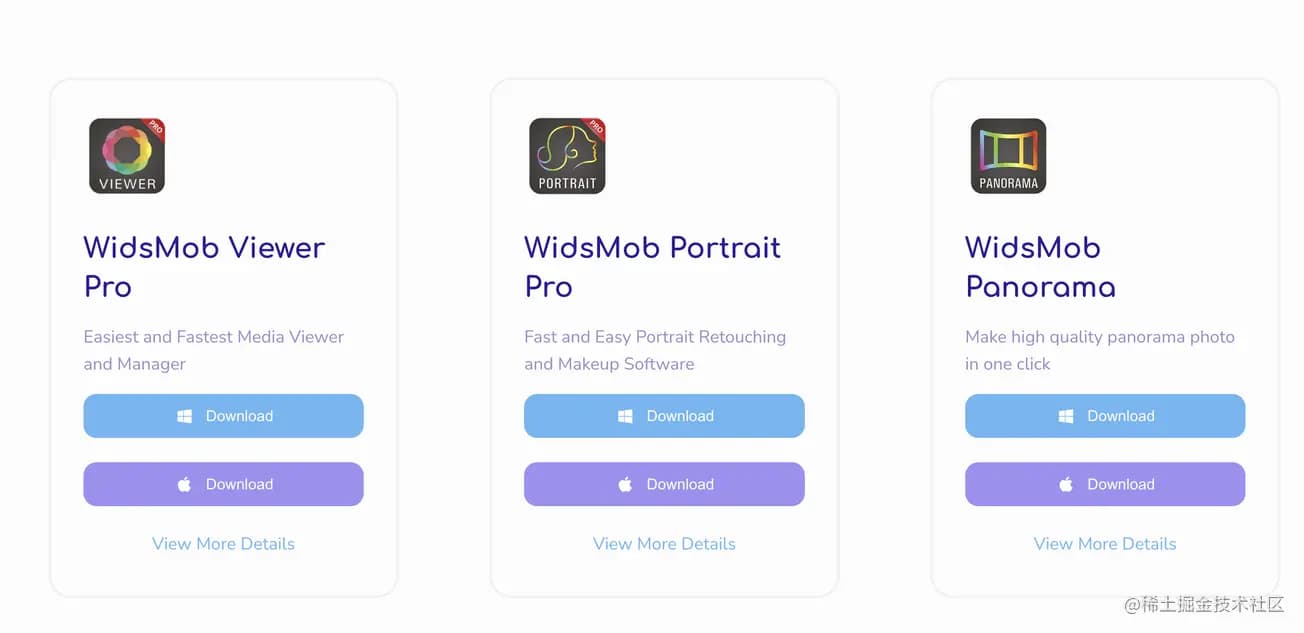 PRO
VIEWER
WidsMob Viewer
Pro
Easiest and Fastest Media Viewer
and Manager
Download
Download
View More Details
PRO
PORTRAIT
WidsMob Portrait
Pro
Fast and Easy Portrait Retouching
and Makeup Software
Download
Download
View More Details
PANORAMA
WidsMob
Panorama
Make high quality panorama photo
in one click
Download
Download
View More Details
@稀土掘金技术社区